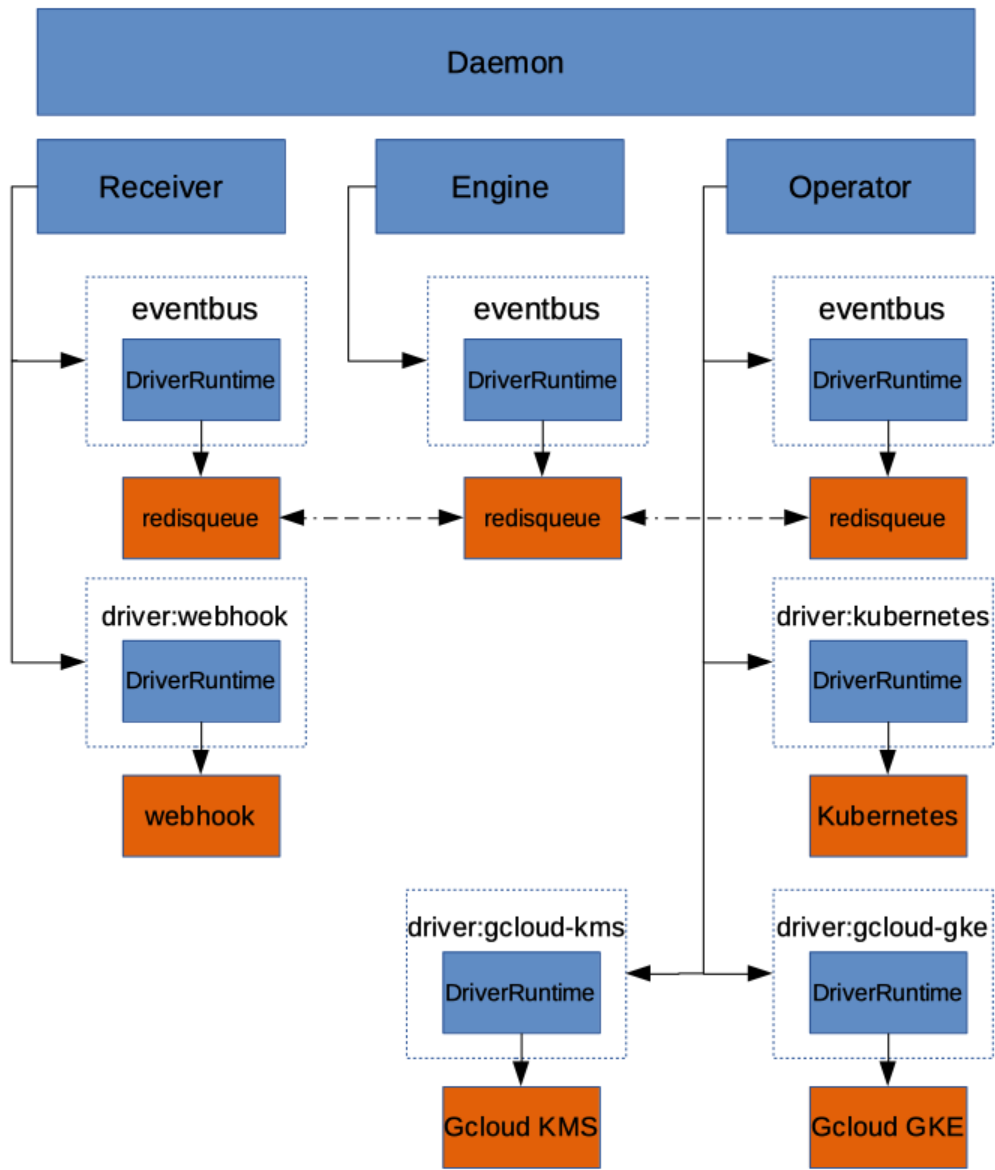 Daemon
Receiver
Engine
Operator
eventbus
eventbus
eventbus
DriverRuntime
DriverRuntime
DriverRuntime
redisqueue
redisqueue
redisqueue
driver:webhook
driver:kubernetes
DriverRuntime
DriverRuntime
webhook
Kubernetes
driver:gcloud-kms
driver:gcloud-gke
DriverRuntime
DriverRuntime
Gcloud KMS
Gcloud GKE